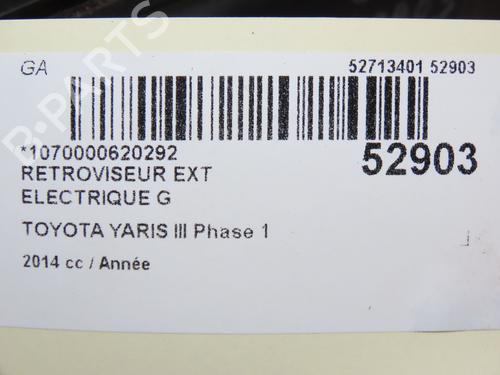 GA
52713401 52903
*1070000620292
52903
RETROVISEUR EXT
ELECTRIQUE G
TOYOTA YARIS III Phase 1
2014 cc / Année
B-PARTS